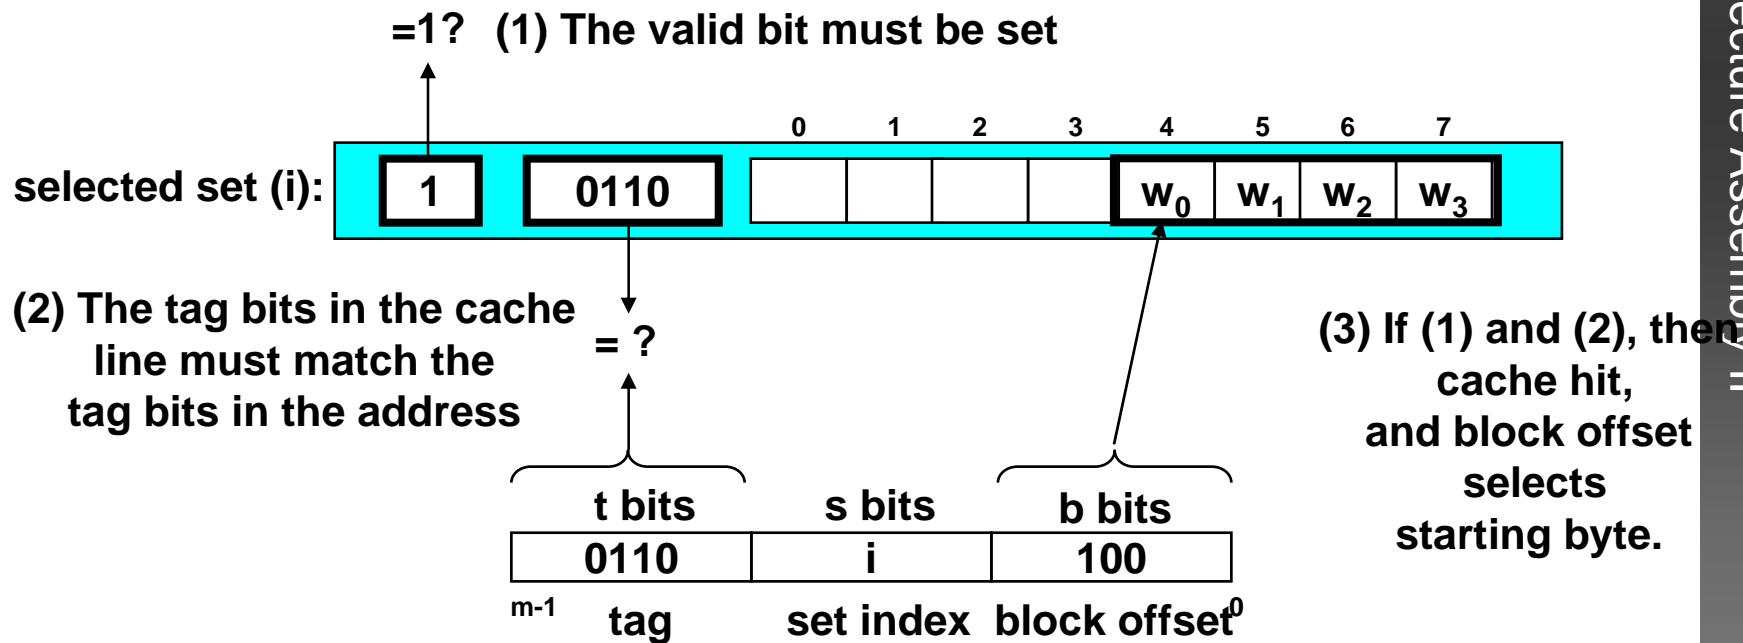 =1? (1) The valid bit must be set
0 1 2 3 4 5 6 7
selected set (i): 1 0110 w0 w1 w2 w3
(2) The tag bits in the cache
line must match the
tag bits in the address
= ?
(3) If (1) and (2), then
cache hit,
and block offset
selects
starting byte.
t bits s bits b bits
0110 i 100
m-1 tag set index block offset 0
Assembly II